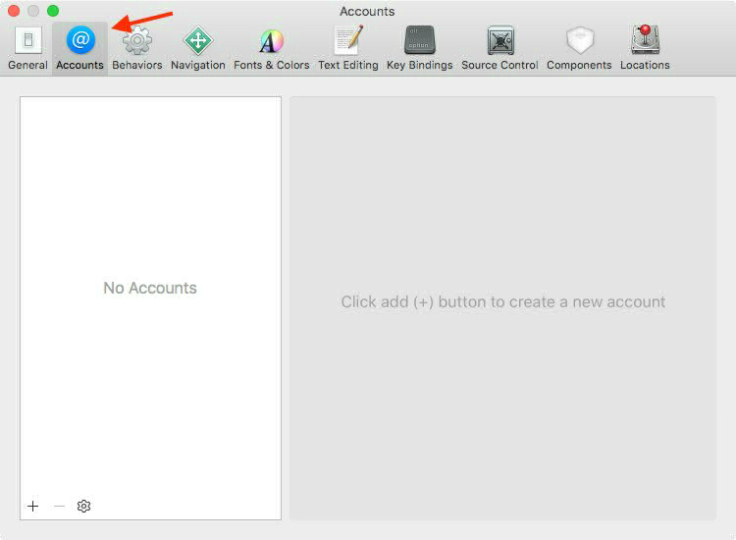 Accounts
General Accounts Behaviors Navigation Fonts & Colors Text Editing Key Bindings Source Control Components Locations
No Accounts
Click add (+) button to create a new account